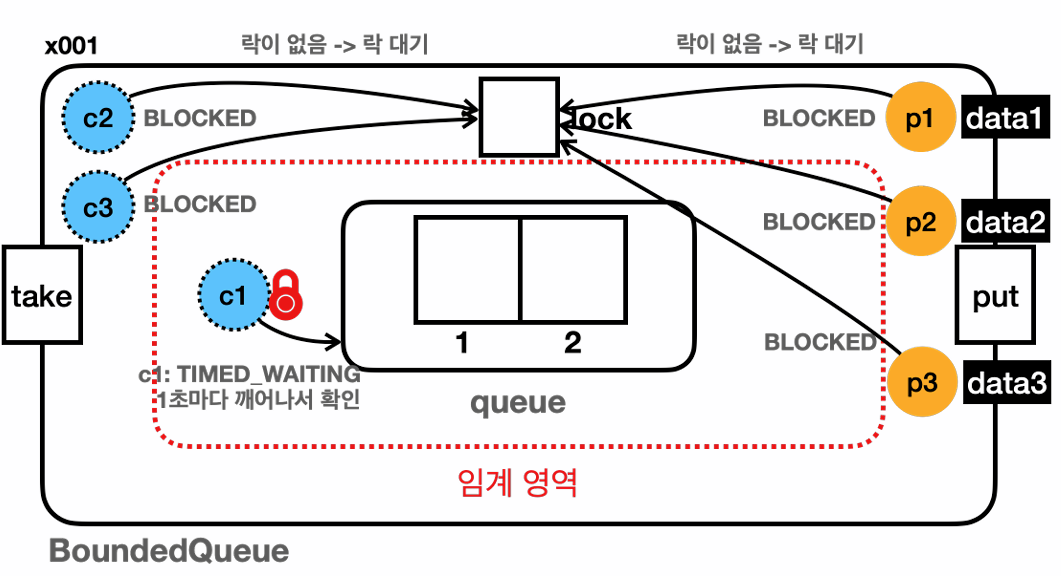 x001
락이 없음 -> 락 대기
락이 없음 -> 락 대기
c2
BLOCKED
lock
BLOCKED
p1
data1
c3
BLOCKED
BLOCKED
p2
data2
take
c1
put
1
2
BLOCKED
c1: TIMED_WAITING
1초마다 깨어나서 확인
queue
p3
data3
임계 영역
BoundedQueue